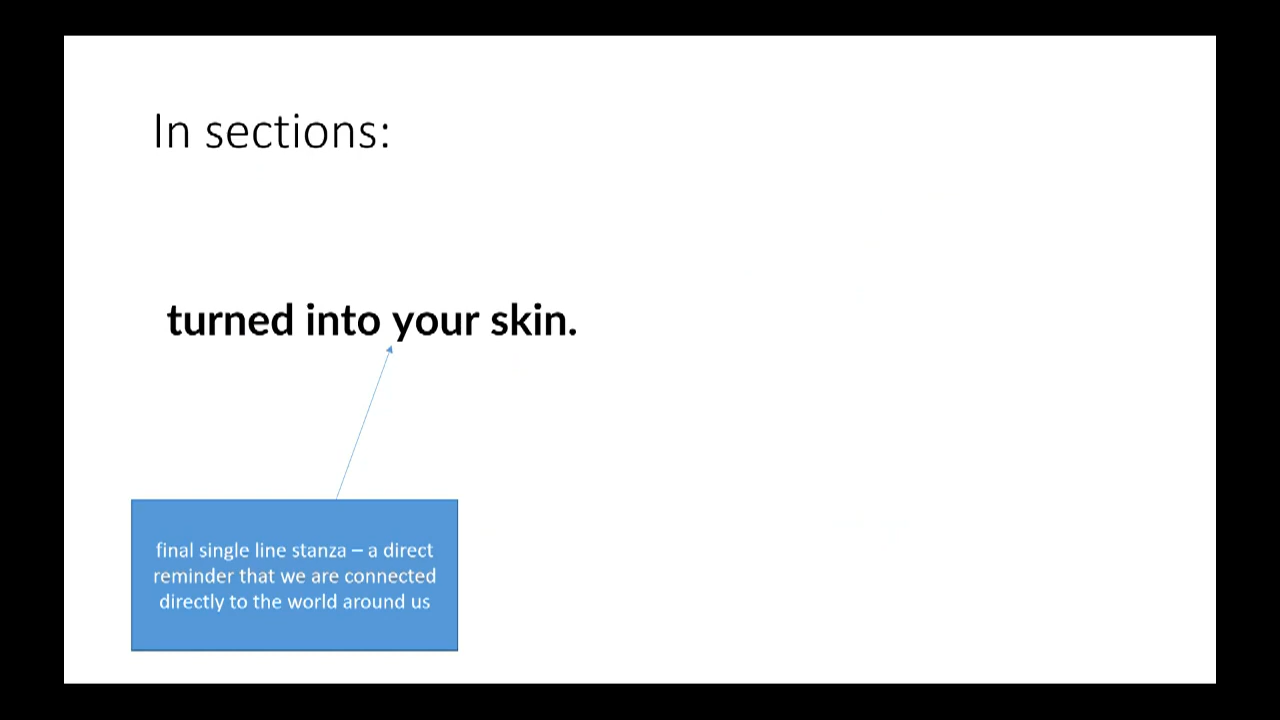 In sections:
turned into your skin.
final single line stanza – a direct
reminder that we are connected
directly to the world around us